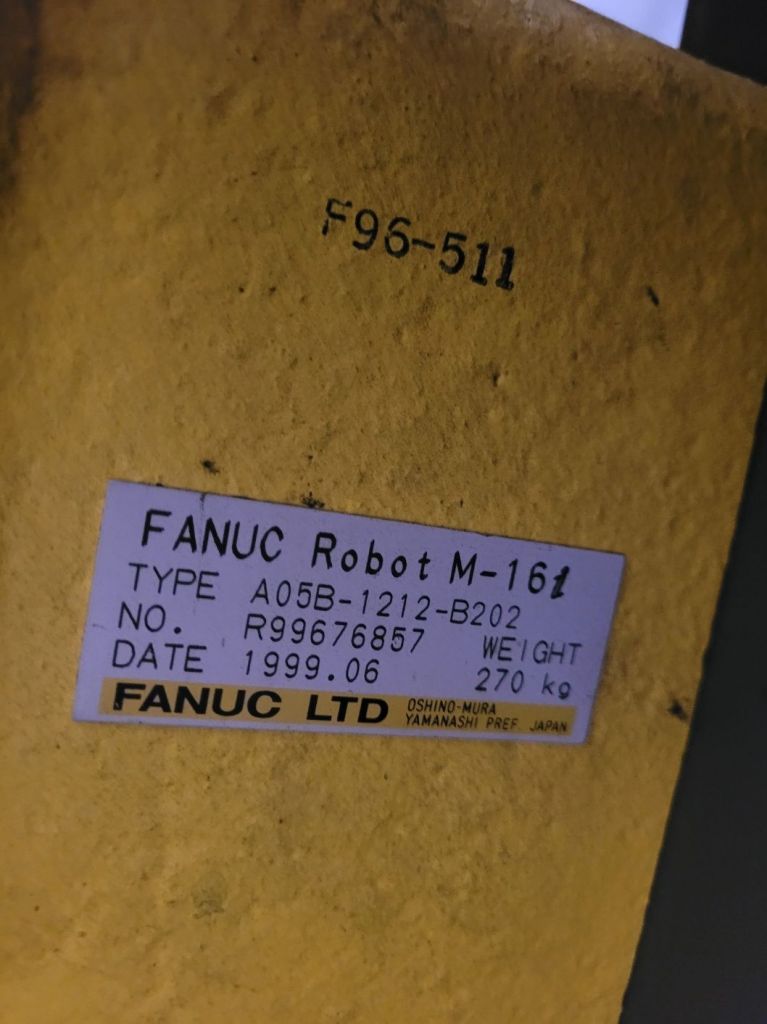 F96-511
FANUC Robot M-16i
TYPE A05B-1212-B202
NO. R99676857 WEIGHT
DATE 1999.06 270 kg
FANUC LTD OSHINO-MURA
YAMANASHI PREF. JAPAN